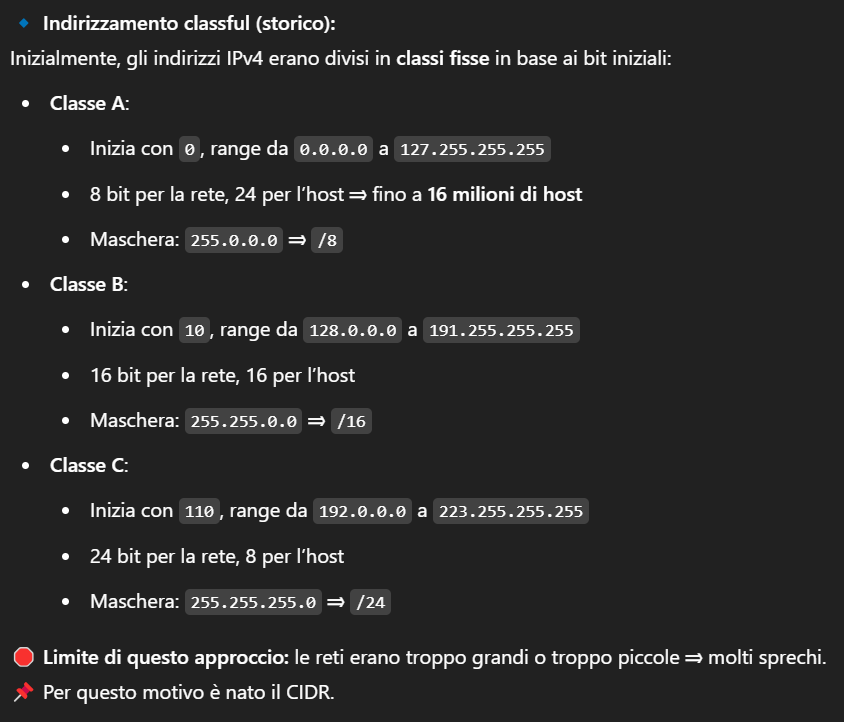 🔹 Indirizzamento classful (storico):
Inizialmente, gli indirizzi IPv4 erano divisi in classi fisse in base ai bit iniziali:
• Classe A:
• Inizia con 0, range da 0.0.0.0 a 127.255.255.255
• 8 bit per la rete, 24 per l’host ⇒ fino a 16 milioni di host
• Maschera: 255.0.0.0 ⇒ /8
• Classe B:
• Inizia con 10, range da 128.0.0.0 a 191.255.255.255
• 16 bit per la rete, 16 per l’host
• Maschera: 255.255.0.0 ⇒ /16
• Classe C:
• Inizia con 110, range da 192.0.0.0 a 223.255.255.255
• 24 bit per la rete, 8 per l’host
• Maschera: 255.255.255.0 ⇒ /24
🛑 Limite di questo approccio: le reti erano troppo grandi o troppo piccole ⇒ molti sprechi.
📌 Per questo motivo è nato il CIDR.